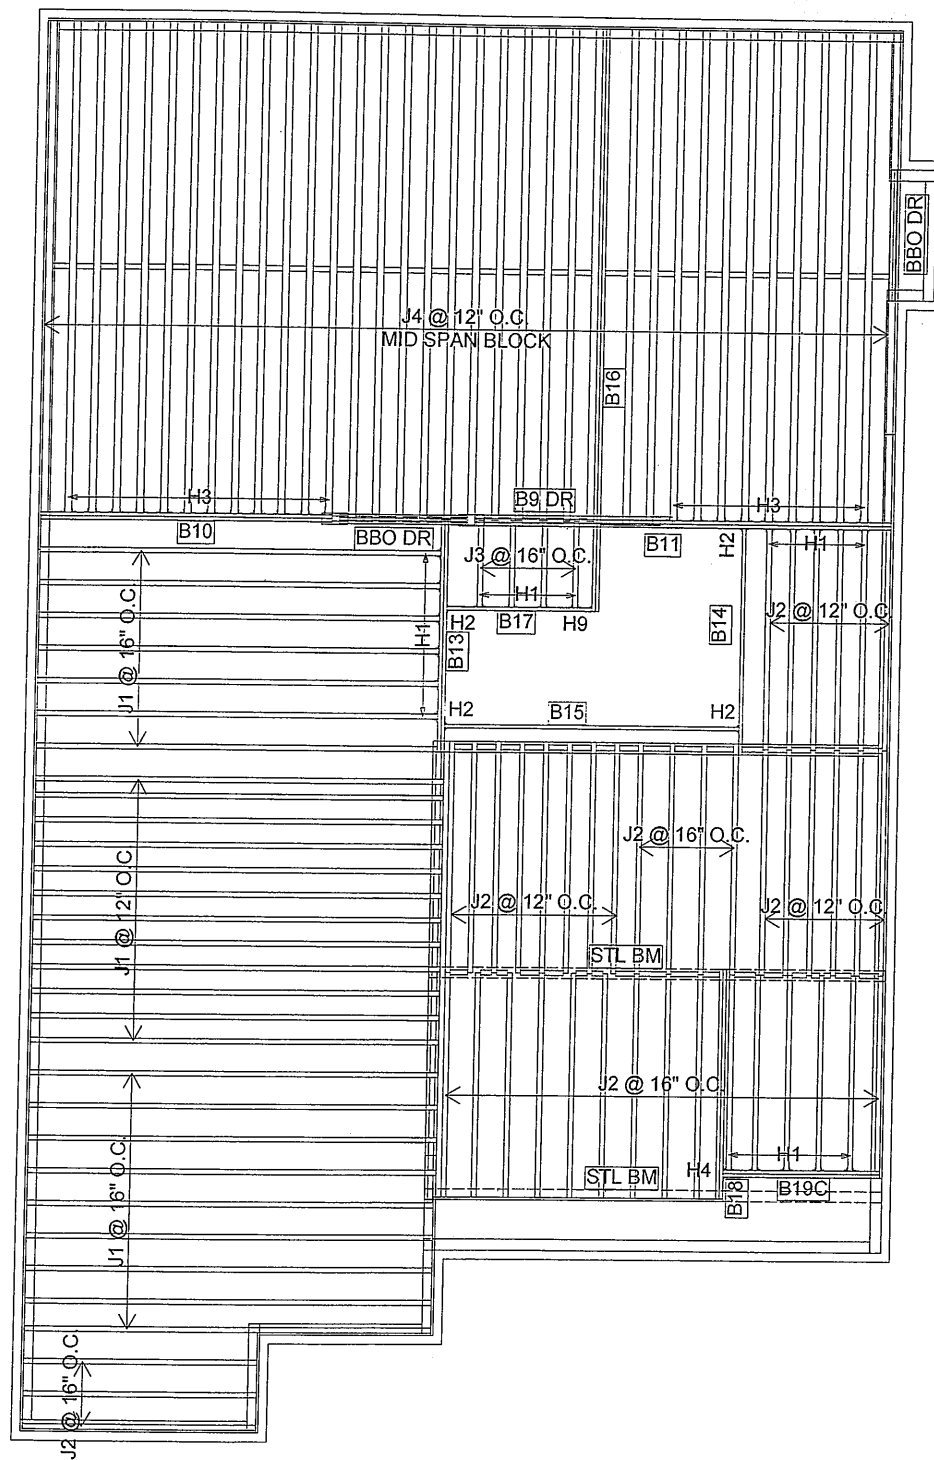 BBO DR
J4 @ 12" O.C.
MID SPAN BLOCK
B16
H3
B9 DR
H3
B10
BBO DR
B11
H2
H1
J3 @ 16" O.C.
H1
J1 @ 16" O.C.
H1
H2
B17
H9
B14
J2 @ 12" O.C
B13
H2
B15
H2
J2 @ 16" O.C.
J1 @ 12" O.C
J2 @ 12" O.C.
J2 @ 12" O.C
STL BM
J2 @ 16" O.C.
J1 @ 16" O.C.
H1
STL BM
H4
B18
B19C
J2 @ 16" O.C.